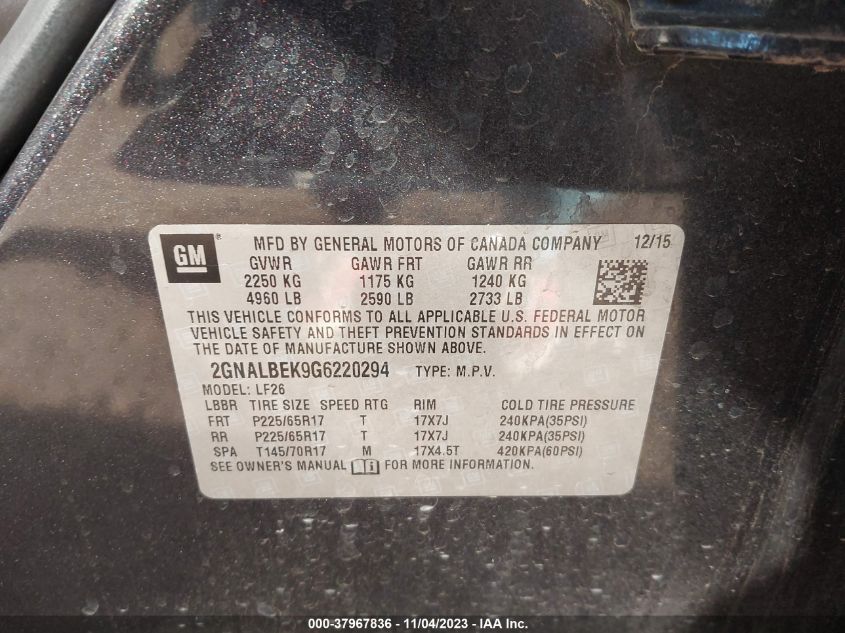 GM
MFD BY GENERAL MOTORS OF CANADA COMPANY 12/15
GVWR GAWR FRT GAWR RR
2250 KG 1175 KG 1240 KG
4960 LB 2590 LB 2733 LB
THIS VEHICLE CONFORMS TO ALL APPLICABLE U.S. FEDERAL MOTOR
VEHICLE SAFETY AND THEFT PREVENTION STANDARDS IN EFFECT ON
THE DATE OF MANUFACTURE SHOWN ABOVE.
2GNALBEK9G6220294 TYPE: M.P.V.
MODEL: LF26
LBBR TIRE SIZE SPEED RTG RIM COLD TIRE PRESSURE
FRT P225/65R17 T 17X7J 240KPA(35PSI)
RR P225/65R17 T 17X7J 240KPA(35PSI)
SPA T145/70R17 M 17X4.5T 420KPA(60PSI)
SEE OWNER'S MANUAL FOR MORE INFORMATION.
000-37967836 - 11/04/2023 - IAA Inc.